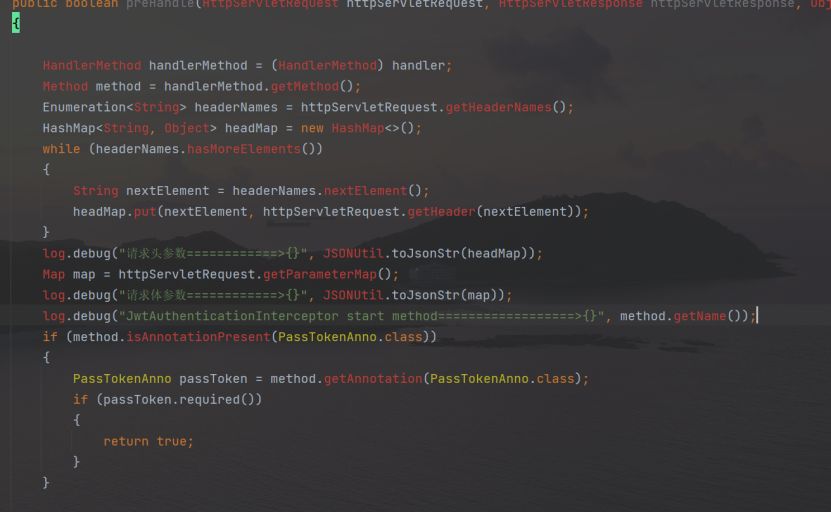 public boolean preHandle(HttpServletRequest httpServletRequest, HttpServletResponse httpServletResponse, Obj
{
HandlerMethod handlerMethod = (HandlerMethod) handler;
Method method = handlerMethod.getMethod();
Enumeration<String> headerNames = httpServletRequest.getHeaderNames();
HashMap<String, Object> headMap = new HashMap<>();
while (headerNames.hasMoreElements())
{
String nextElement = headerNames.nextElement();
headMap.put(nextElement, httpServletRequest.getHeader(nextElement));
}
log.debug("请求头参数============>{}", JSONUtil.toJsonStr(headMap));
Map map = httpServletRequest.getParameterMap();
log.debug("请求体参数============>{}", JSONUtil.toJsonStr(map));
log.debug("JwtAuthenticationInterceptor start method==================>{}", method.getName());
if (method.isAnnotationPresent(PassTokenAnno.class))
{
PassTokenAnno passToken = method.getAnnotation(PassTokenAnno.class);
if (passToken.required())
{
return true;
}
}